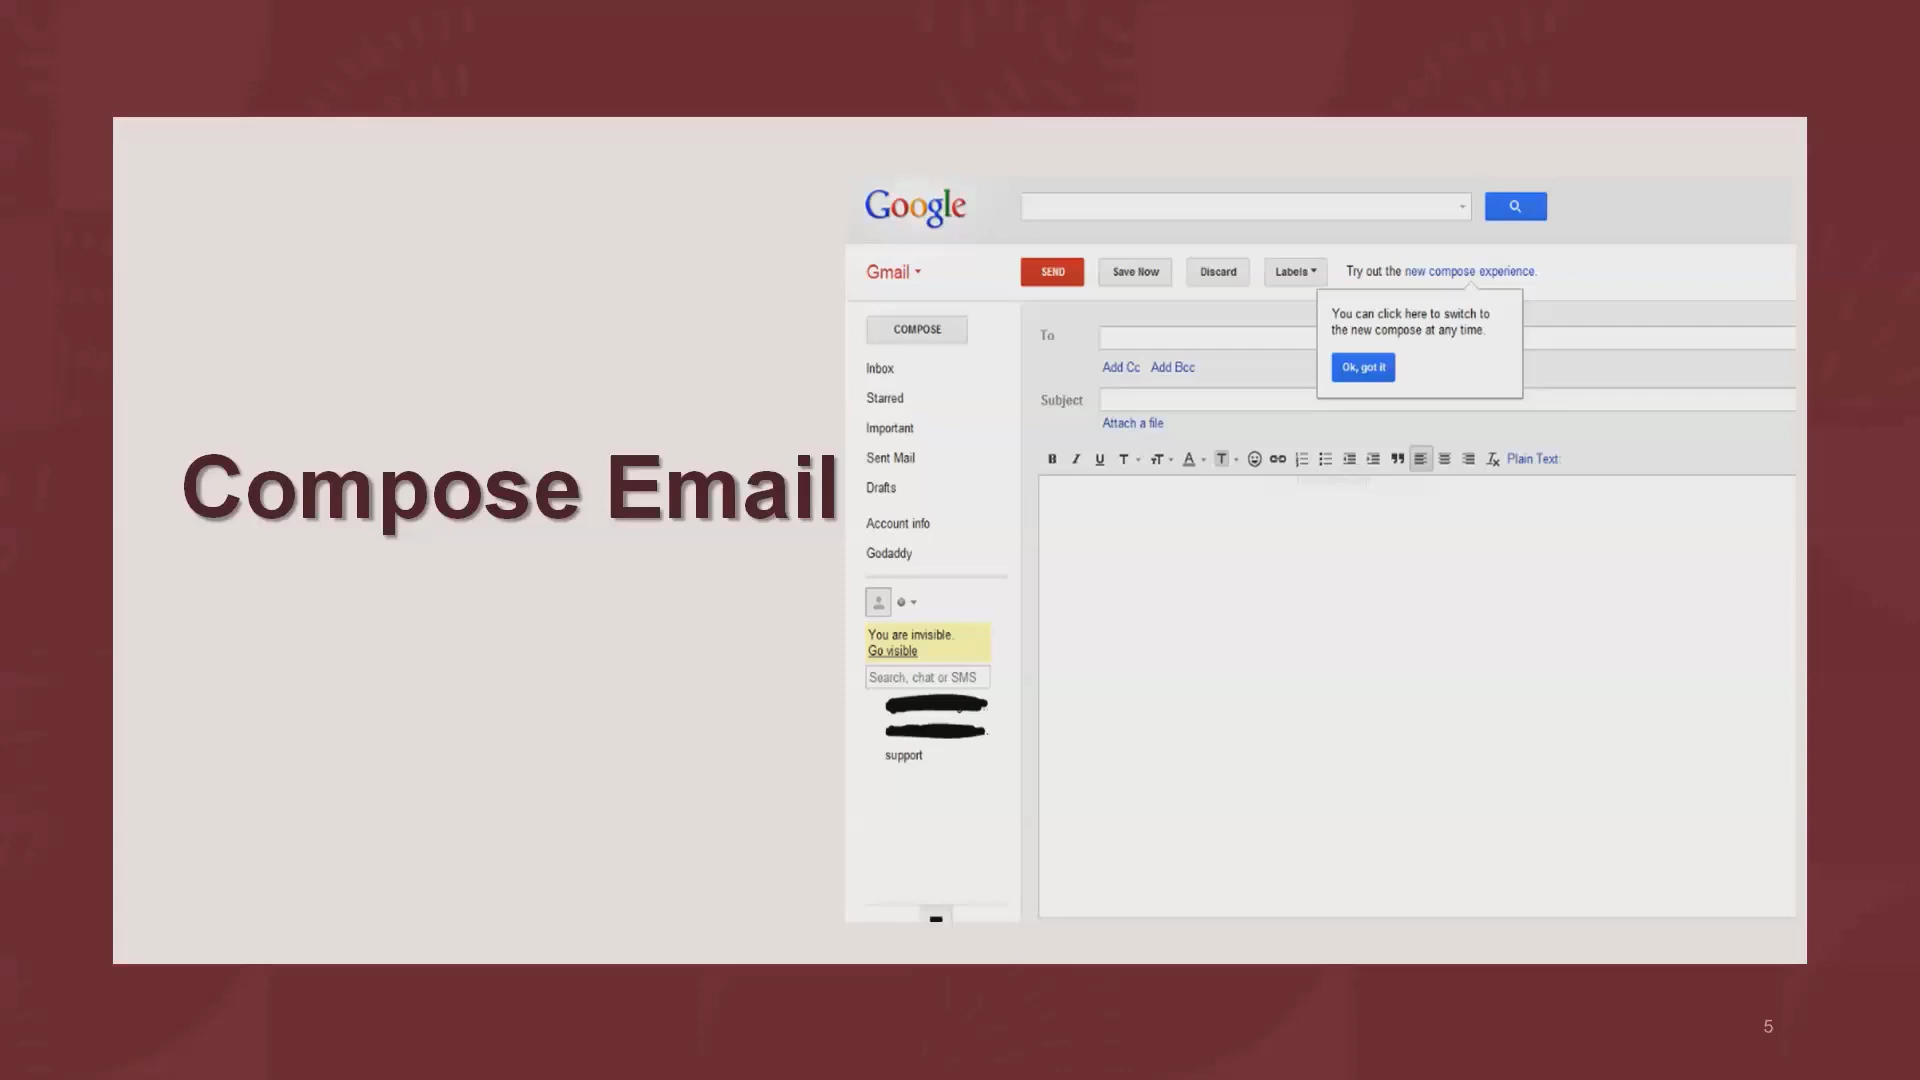 Compose Email
Google
Gmail
SEND Save Now Discard Labels Try out the new compose experience.
You can click here to switch to
the new compose at any time.
Ok, got it
COMPOSE
Inbox
Starred
Important
Sent Mail
Drafts
Account info
Godaddy
You are invisible.
Go visible
Search, chat or SMS
support
To
Add Cc Add Bcc
Subject
Attach a file
B I U T T A T Plain Text
5